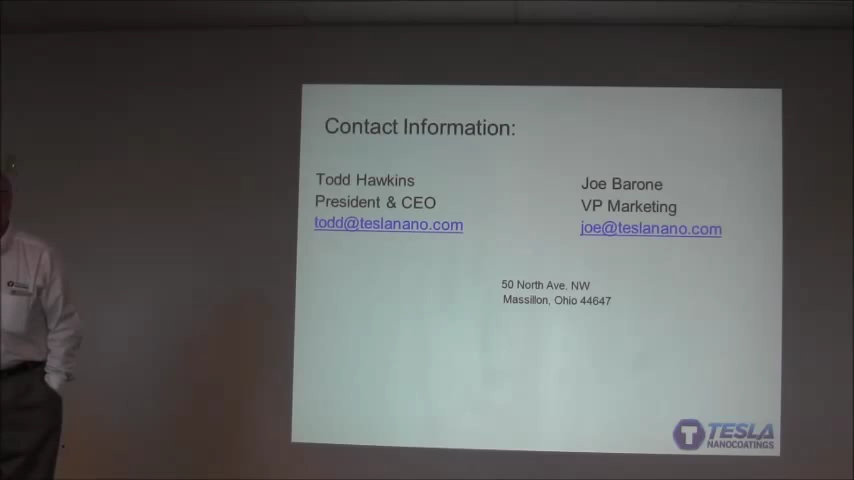 Contact Information:
Todd Hawkins
President & CEO
todd@teslanano.com
Joe Barone
VP Marketing
joe@teslanano.com
50 North Ave. NW
Massillon, Ohio 44647
T TESLA
NANOCOATINGS